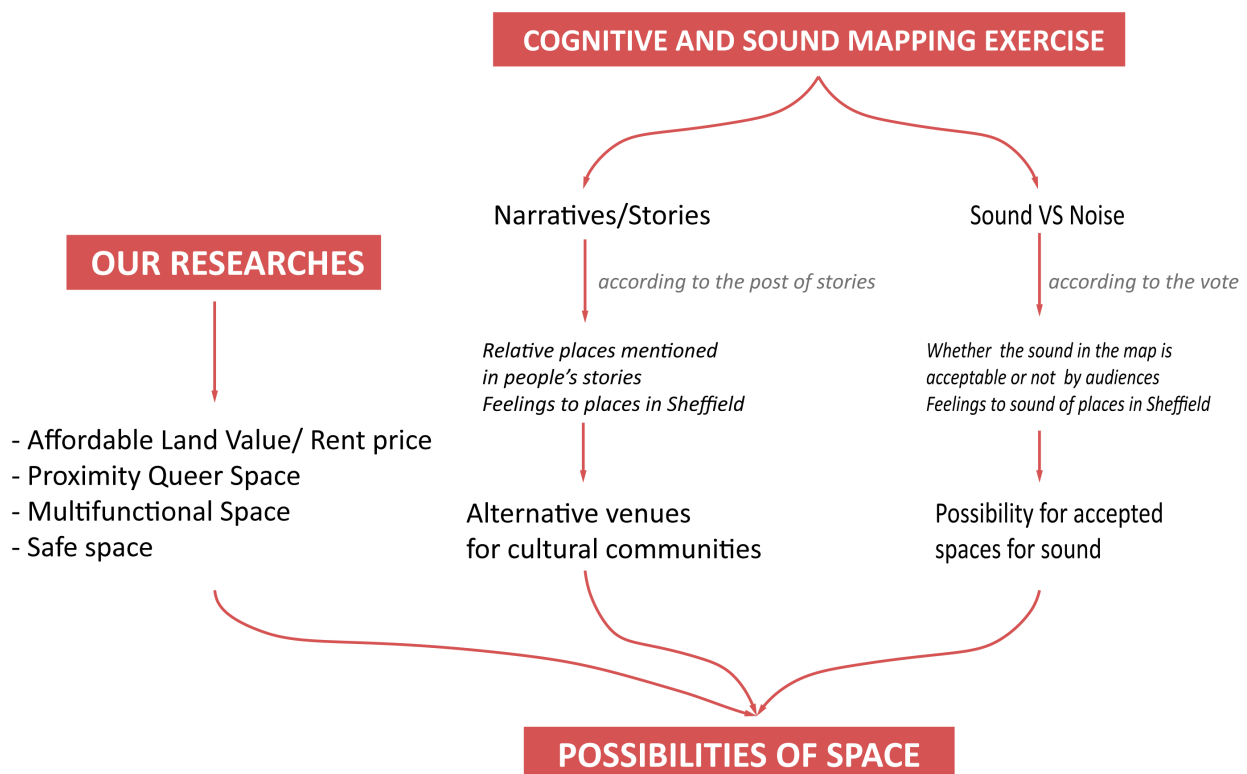 COGNITIVE AND SOUND MAPPING EXERCISE
Narratives/Stories
Sound VS Noise
OUR RESEARCHES
according to the post of stories
according to the vote
Relative places mentioned
in people’s stories
Feelings to places in Sheffield
Whether  the sound in the map is
acceptable or not  by audiences
Feelings to sound of places in Sheffield
- Affordable Land Value/ Rent price
- Proximity Queer Space
- Multifunctional Space
- Safe space
Alternative venues
for cultural communities
Possibility for accepted
spaces for sound
POSSIBILITIES OF SPACE